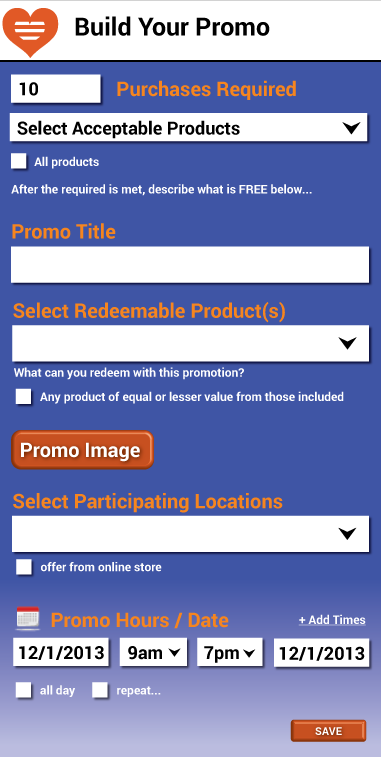 Build Your Promo
10 Purchases Required
Select Acceptable Products
All products
After the required is met, describe what is FREE below...
Promo Title
Select Redeemable Product(s)
What can you redeem with this promotion?
Any product of equal or lesser value from those included
Promo Image
Select Participating Locations
offer from online store
Promo Hours / Date + Add Times
12/1/2013 9am 7pm 12/1/2013
all day repeat...
SAVE